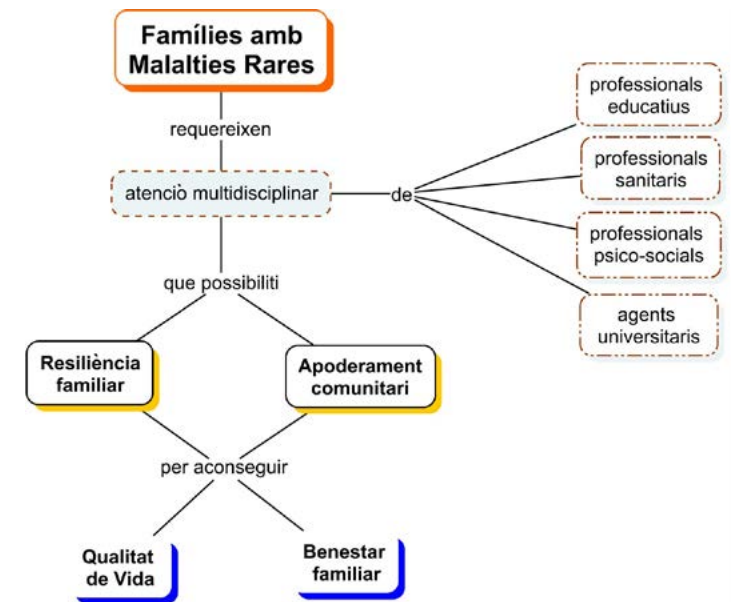 Famílies amb
Malalties Rares
requereixen
atenciò multidisciplinar
de
professionals
educatius
professionals
sanitaris
professionals
psico-socials
agents
universitaris
que possibiliti
Resiliència
familiar
Apoderament
comunitari
per aconseguir
Qualitat
de Vida
Benestar
familiar